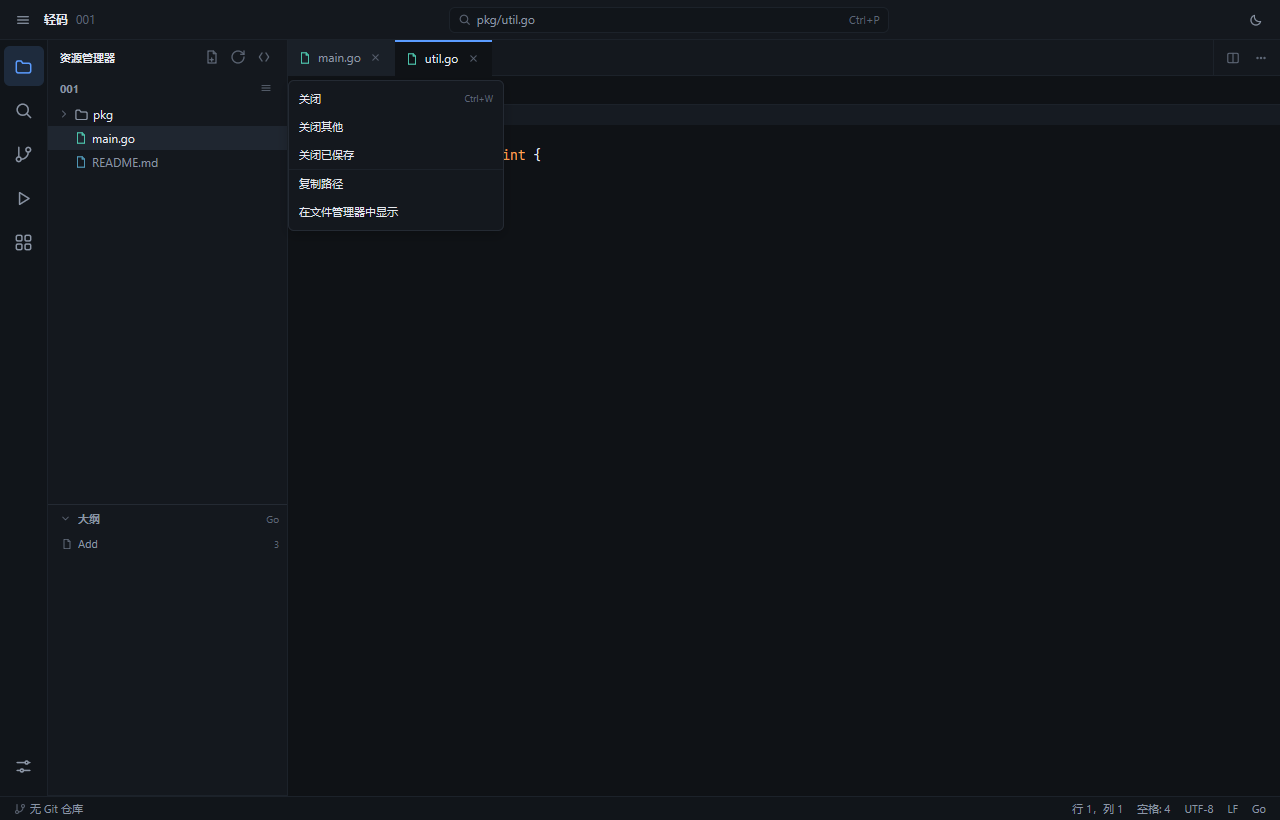 轻码 001
pkg/util.go Ctrl+P
资源管理器
main.go
util.go
001
pkg
main.go
README.md
关闭 Ctrl+W
关闭其他
关闭已保存
复制路径
在文件管理器中显示
int {
大纲 Go
Add 3
无 Git 仓库
行 1，列 1 空格: 4 UTF-8 LF Go